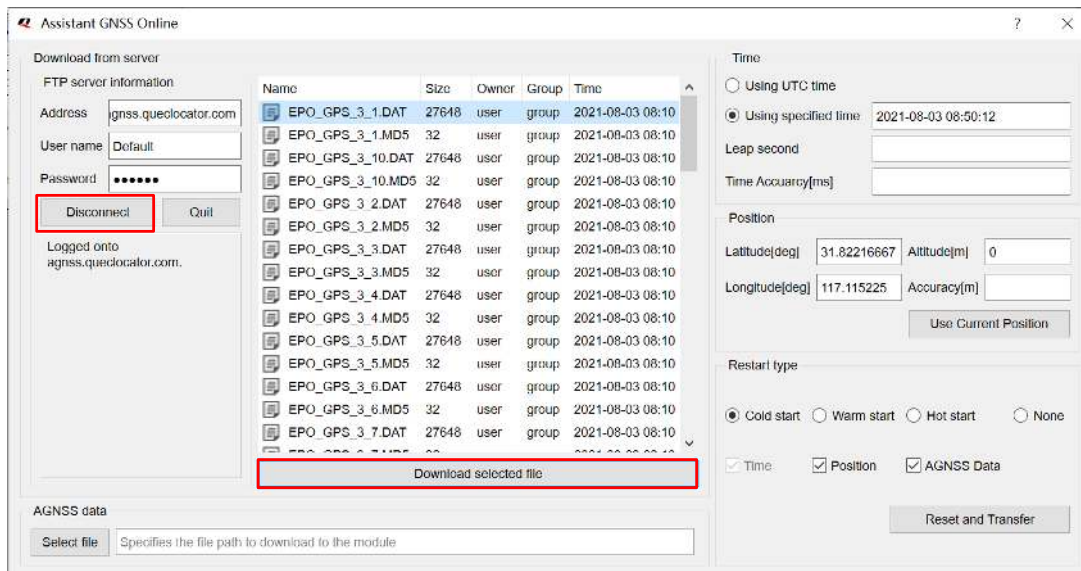 Assistant GNSS Online
?
Download from server
FTP server information
Address
gnss.queclocator.com
User name
Default
Password
●●●●●●
Disconnect
Quit
Logged onto
agnss.queclocator.com.
Name Size Owner Group Time
EPO_GPS_3_1.DAT 27648 user group 2021-08-03 08:10
EPO_GPS_3_1.MD5 32 user group 2021-08-03 08:10
EPO_GPS_3_10.DAT 27648 user group 2021-08-03 08:10
EPO_GPS_3_10.MD5 32 user group 2021-08-03 08:10
EPO_GPS_3_2.DAT 27648 user group 2021-08-03 08:10
EPO_GPS_3_2.MD5 32 user group 2021-08-03 08:10
EPO_GPS_3_3.DAT 27648 user group 2021-08-03 08:10
EPO_GPS_3_3.MD5 32 user group 2021-08-03 08:10
EPO_GPS_3_4.DAT 27648 user group 2021-08-03 08:10
EPO_GPS_3_4.MD5 32 user group 2021-08-03 08:10
EPO_GPS_3_5.DAT 27648 user group 2021-08-03 08:10
EPO_GPS_3_5.MD5 32 user group 2021-08-03 08:10
EPO_GPS_3_6.DAT 27648 user group 2021-08-03 08:10
EPO_GPS_3_6.MD5 32 user group 2021-08-03 08:10
EPO_GPS_3_7.DAT 27648 user group 2021-08-03 08:10
Download selected file
AGNSS data
Select file
Specifies the file path to download to the module
Time
Using UTC time
Using specified time 2021-08-03 08:50:12
Leap second
Time Accuarcy[ms]
Position
Latitude[deg] 31.82216667 Altitude[m] 0
Longitude[deg] 117.115225 Accuracy[m]
Use Current Position
Restart type
Cold start Warm start Hot start None
Time Position AGNSS Data
Reset and Transfer